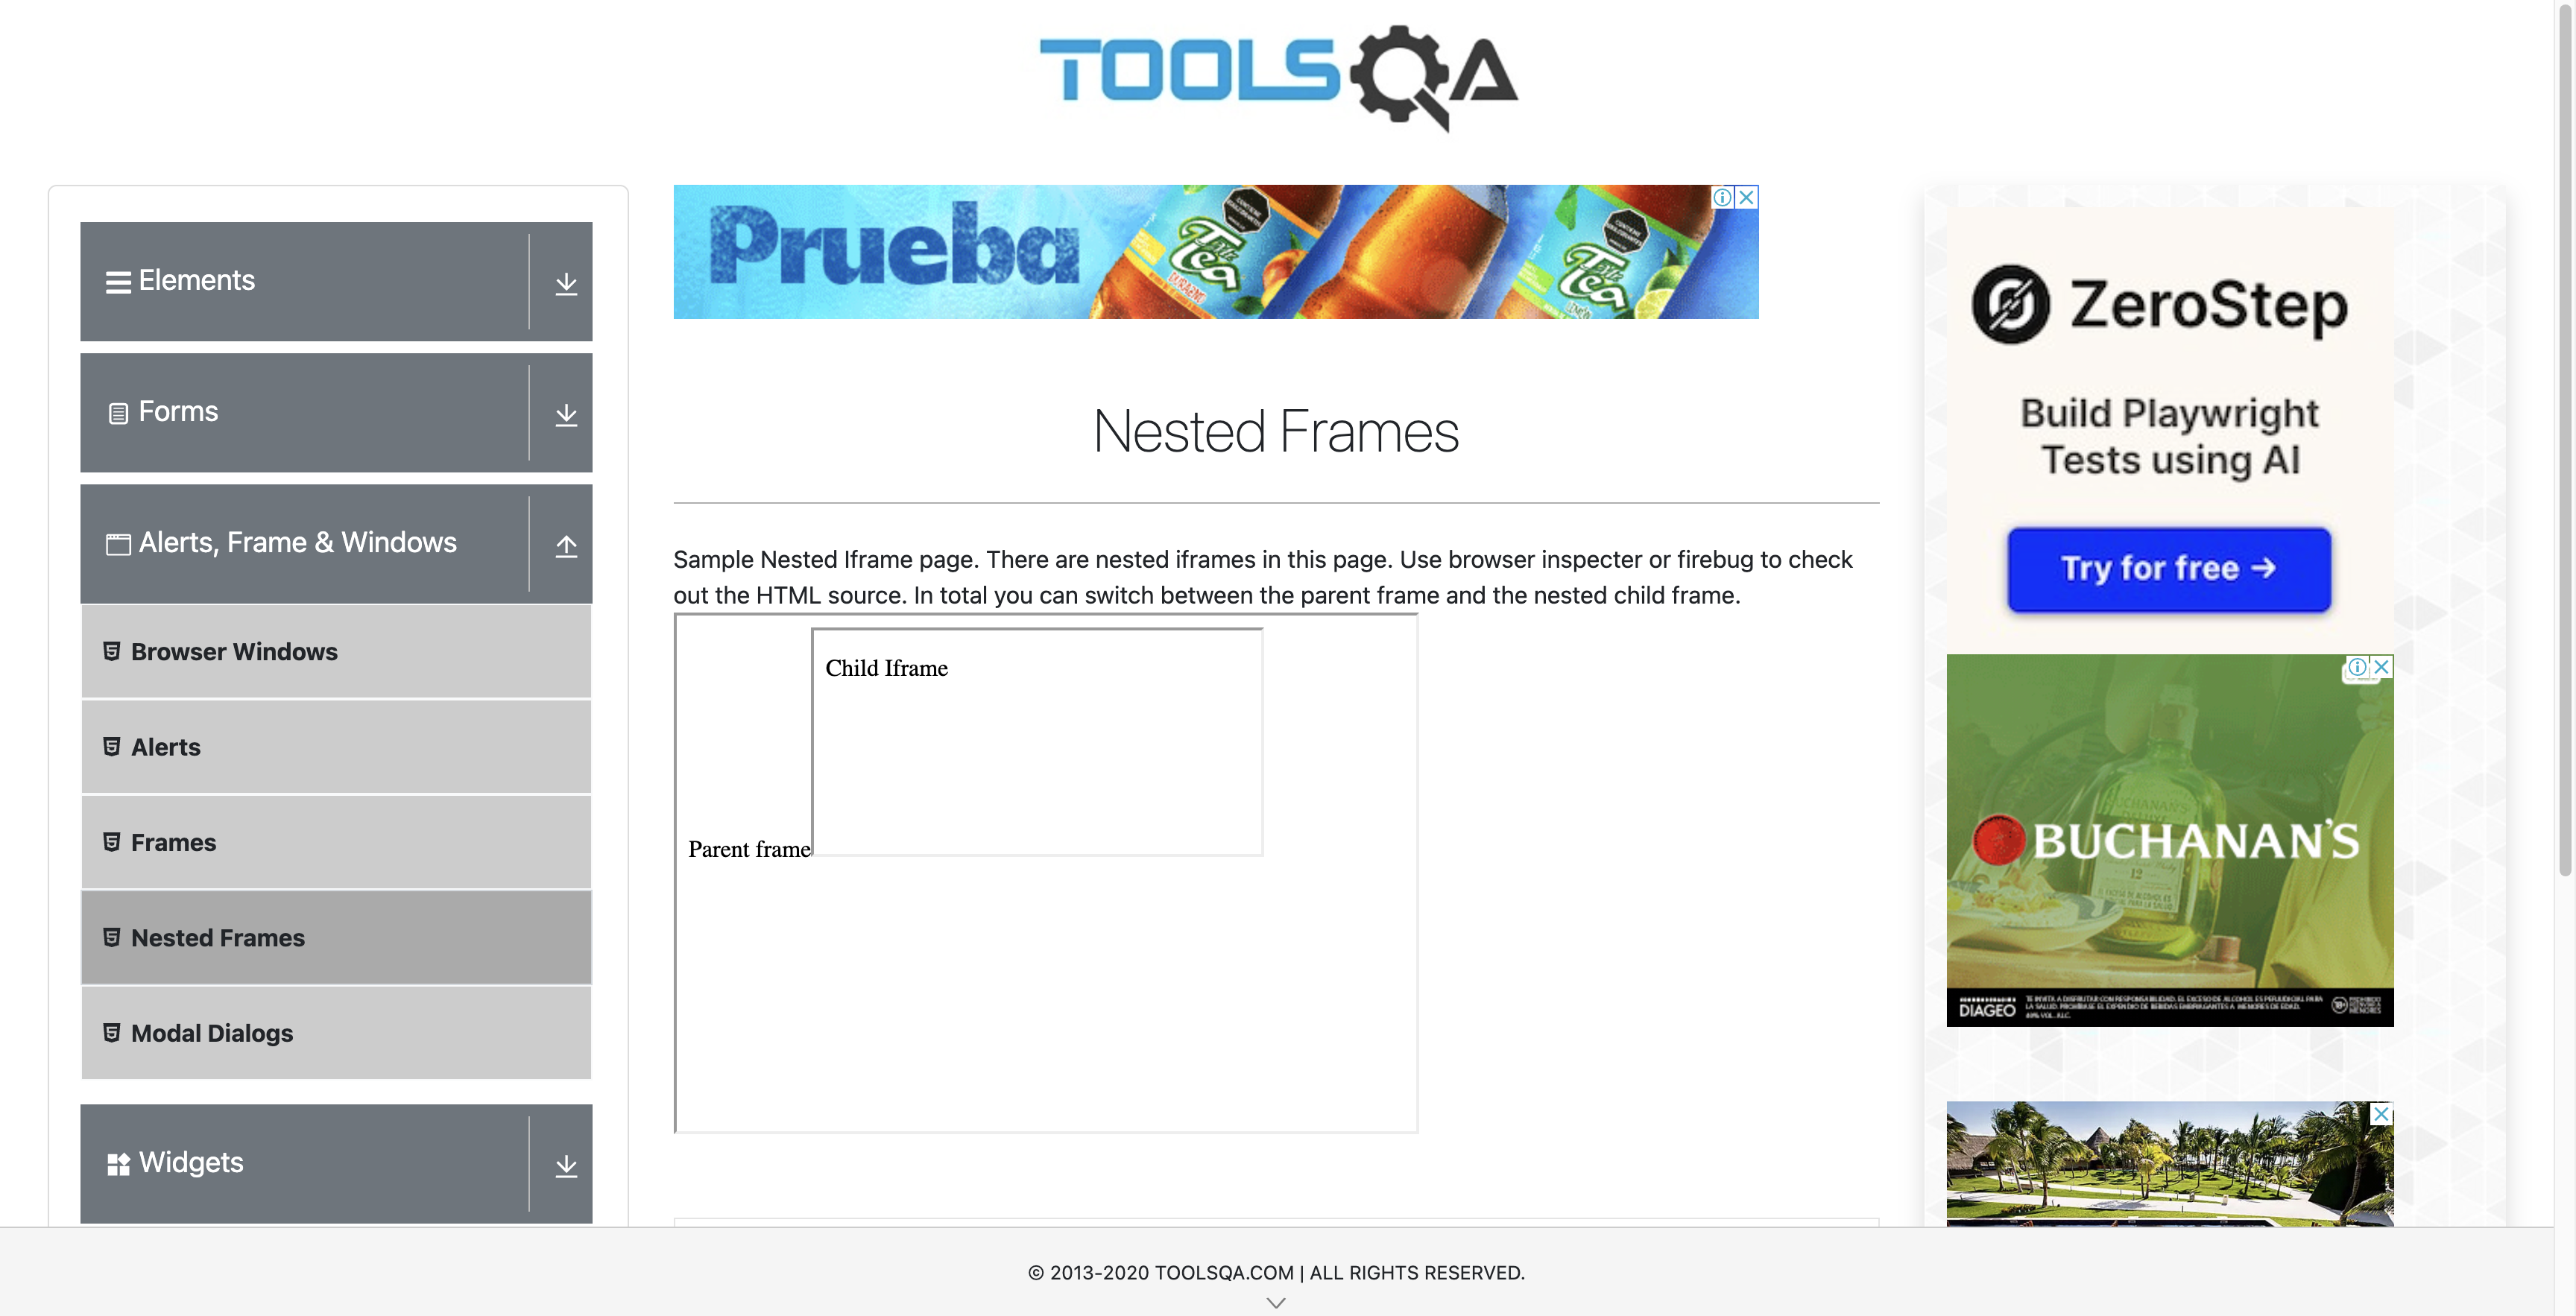 TOOLSQA
Elements
Forms
Alerts, Frame & Windows
Browser Windows
Alerts
Frames
Nested Frames
Modal Dialogs
Widgets
Prueba
Nested Frames
Sample Nested Iframe page. There are nested iframes in this page. Use browser inspecter or firebug to check
out the HTML source. In total you can switch between the parent frame and the nested child frame.
Child Iframe
Parent frame
ZeroStep
Build Playwright
Tests using AI
Try for free →
BUCHANAN'S
DIAGEO
© 2013-2020 TOOLSQA.COM | ALL RIGHTS RESERVED.